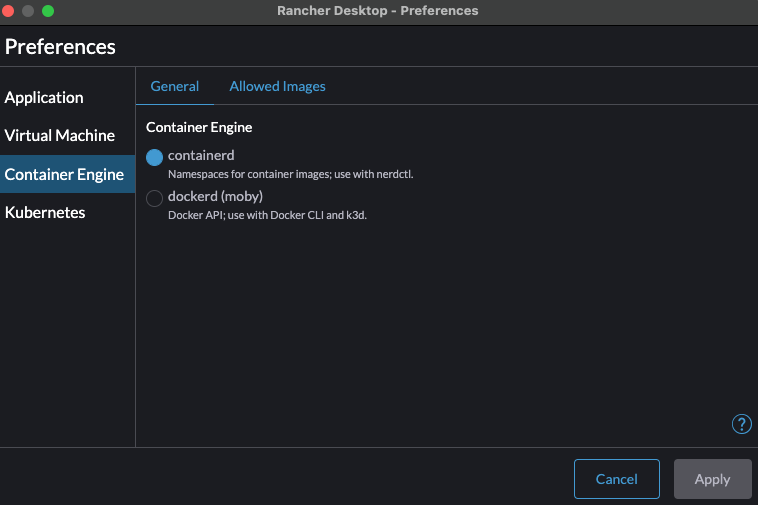 Rancher Desktop - Preferences
Preferences
Application
Virtual Machine
Container Engine
Kubernetes
General
Allowed Images
Container Engine
containerd
Namespaces for container images; use with nerdctl.
dockerd (moby)
Docker API; use with Docker CLI and k3d.
?
Cancel
Apply